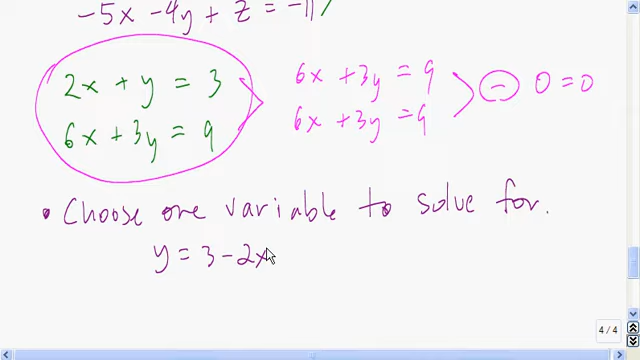 -5x -4y + z = -11
2x + y = 3
6x + 3y = 9
6x + 3y = 9
6x + 3y = 9
- 0 = 0
• Choose one variable to solve for.
y = 3 - 2x
4 / 4